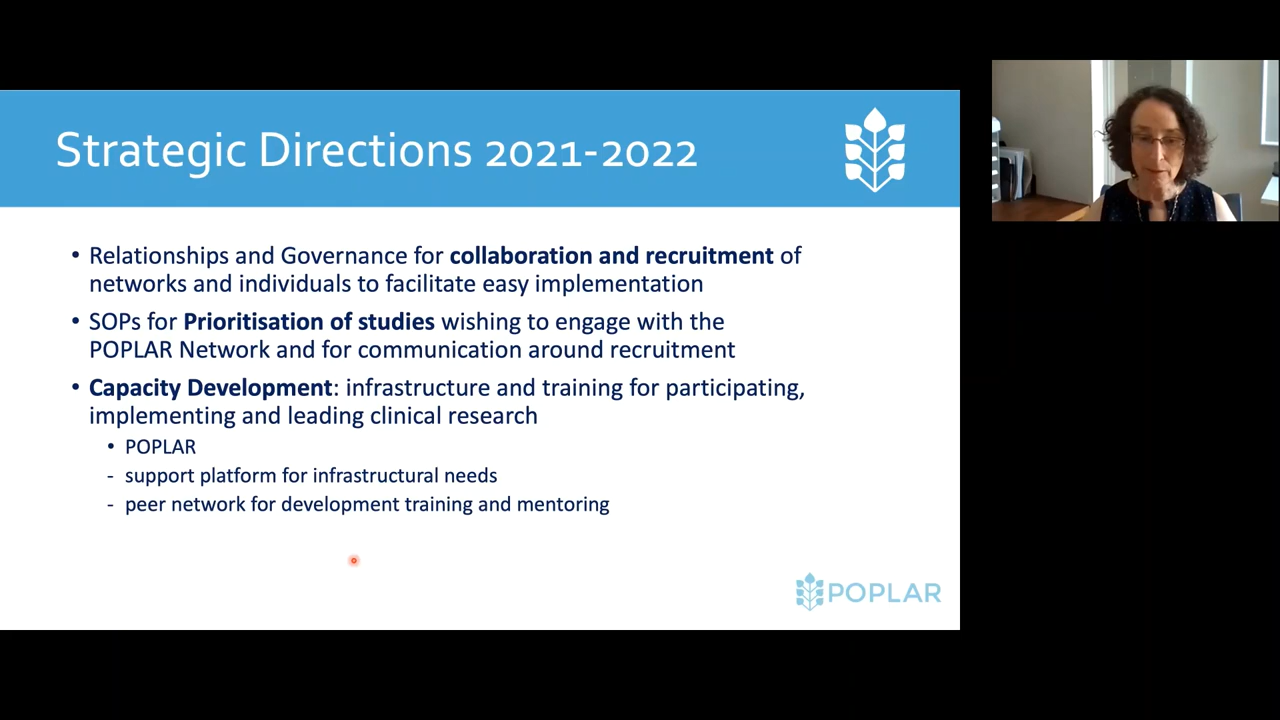 Strategic Directions 2021-2022
• Relationships and Governance for collaboration and recruitment of
networks and individuals to facilitate easy implementation
• SOPs for Prioritisation of studies wishing to engage with the
POPLAR Network and for communication around recruitment
• Capacity Development: infrastructure and training for participating,
implementing and leading clinical research
• POPLAR
- support platform for infrastructural needs
- peer network for development training and mentoring
POPLAR